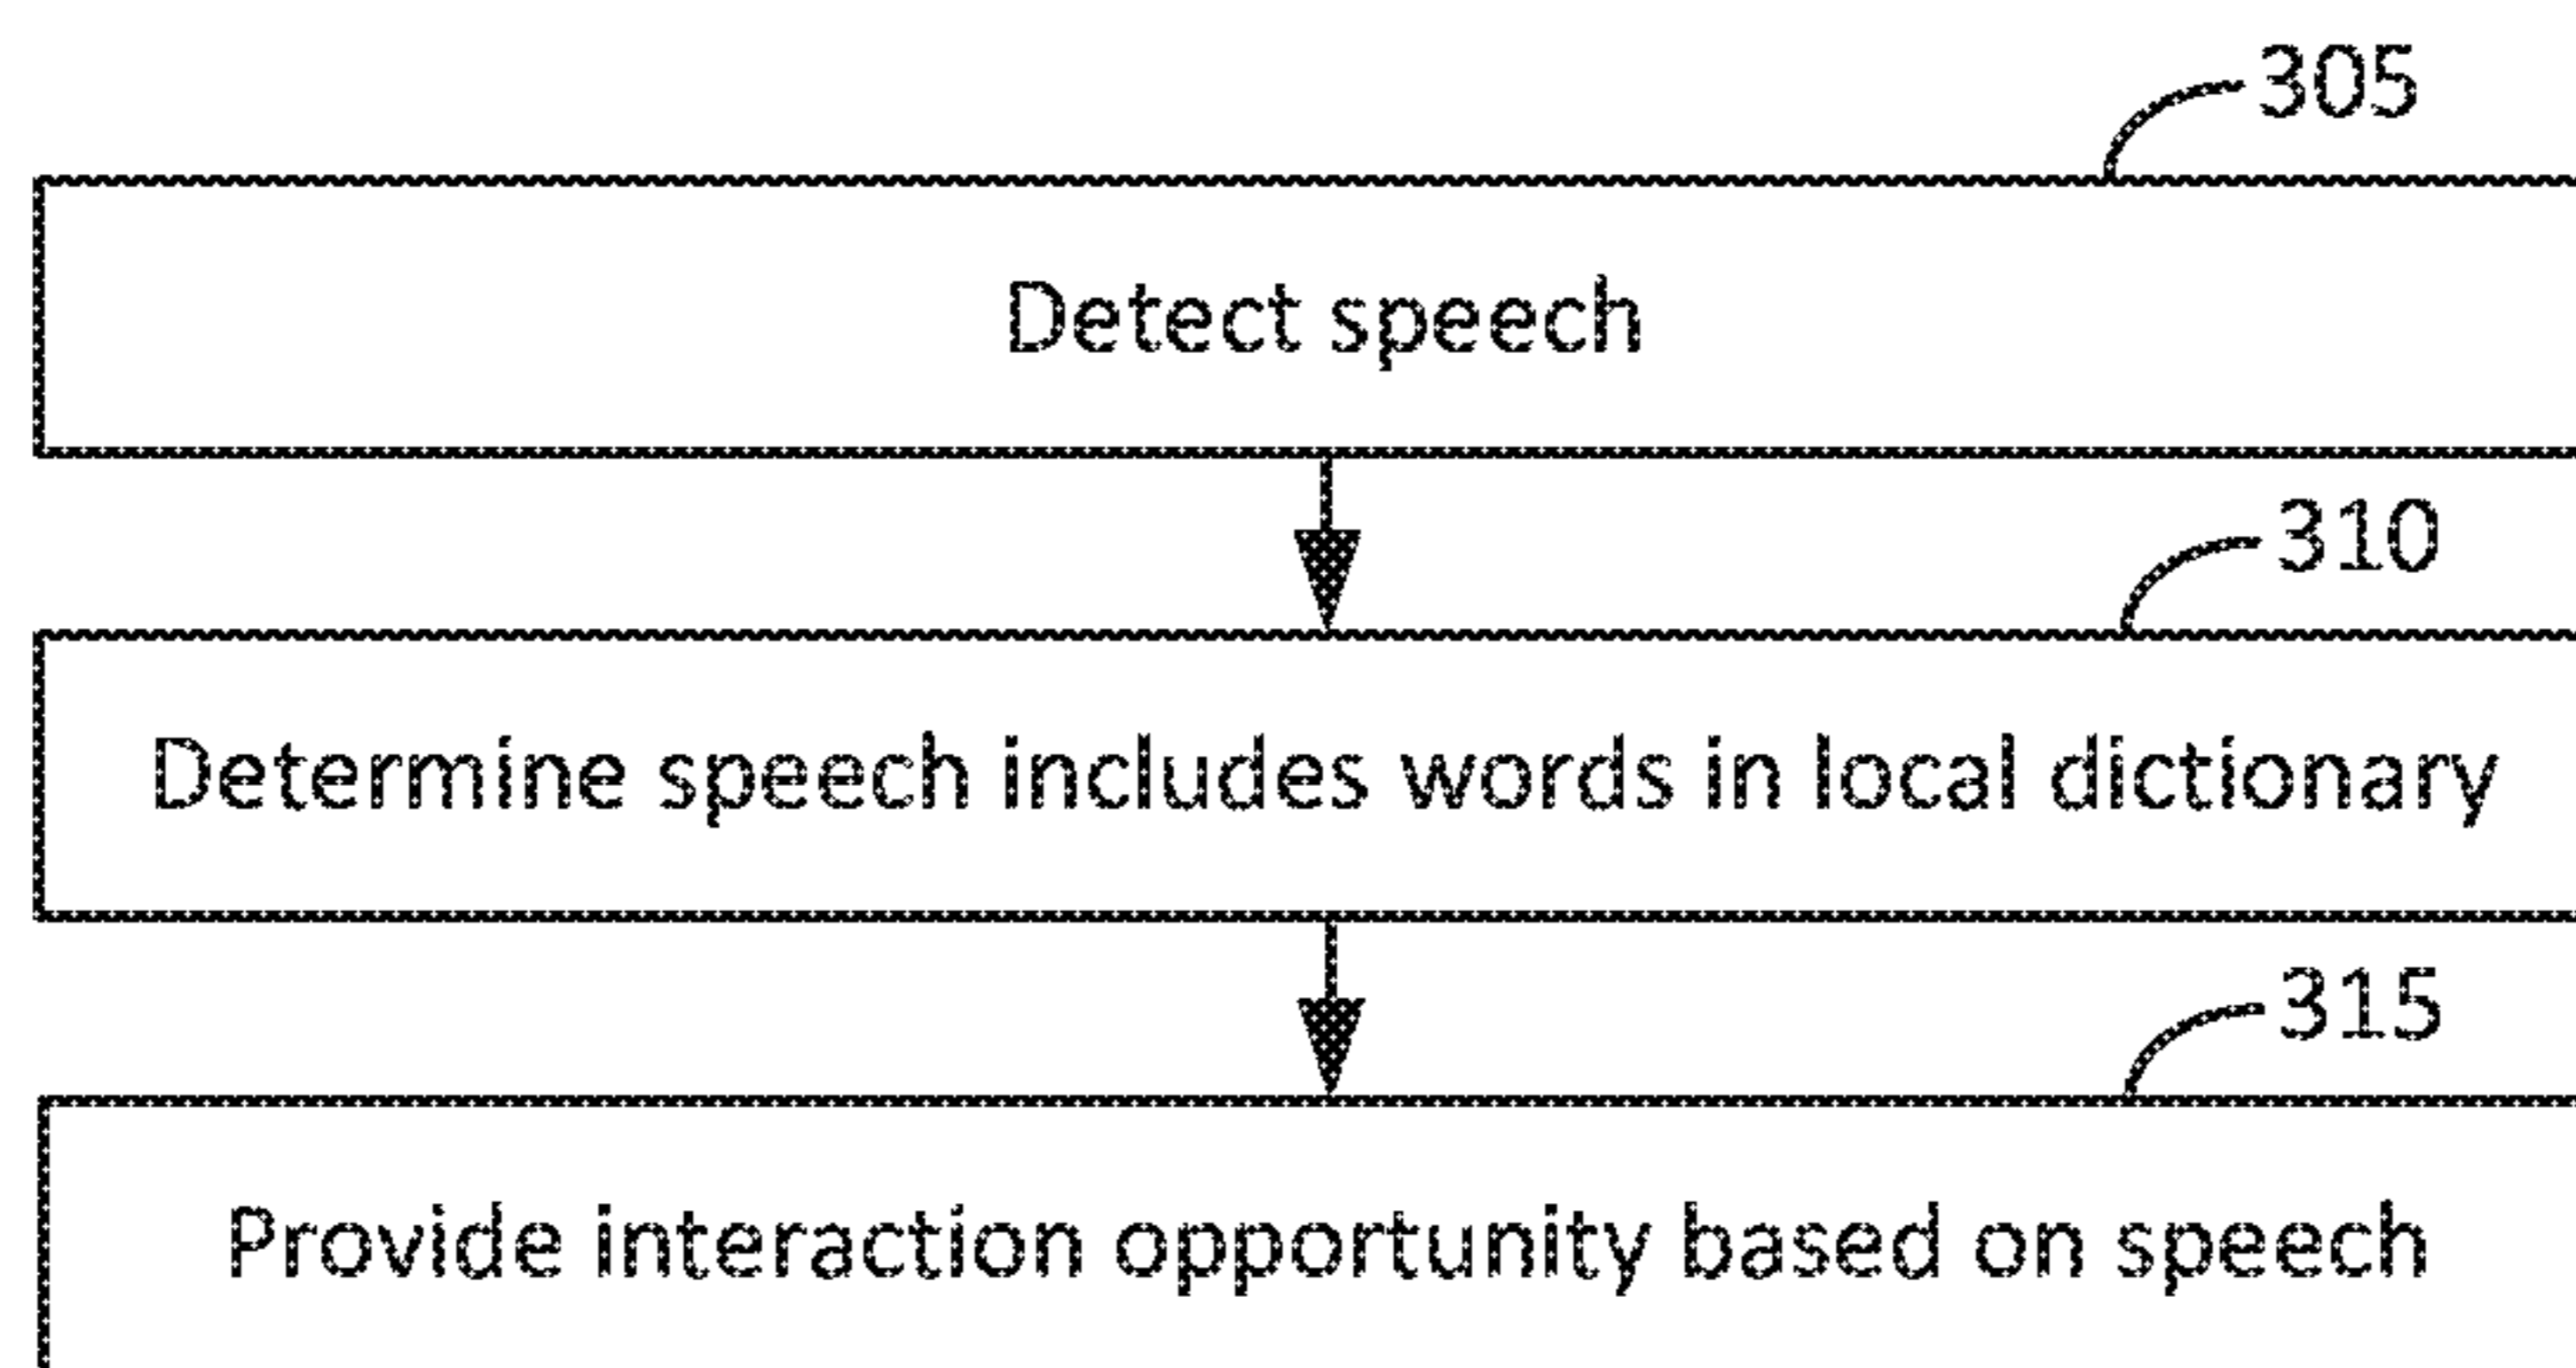 305
Detect speech
310
Determine speech includes words in local dictionary
315
Provide interaction opportunity based on speech